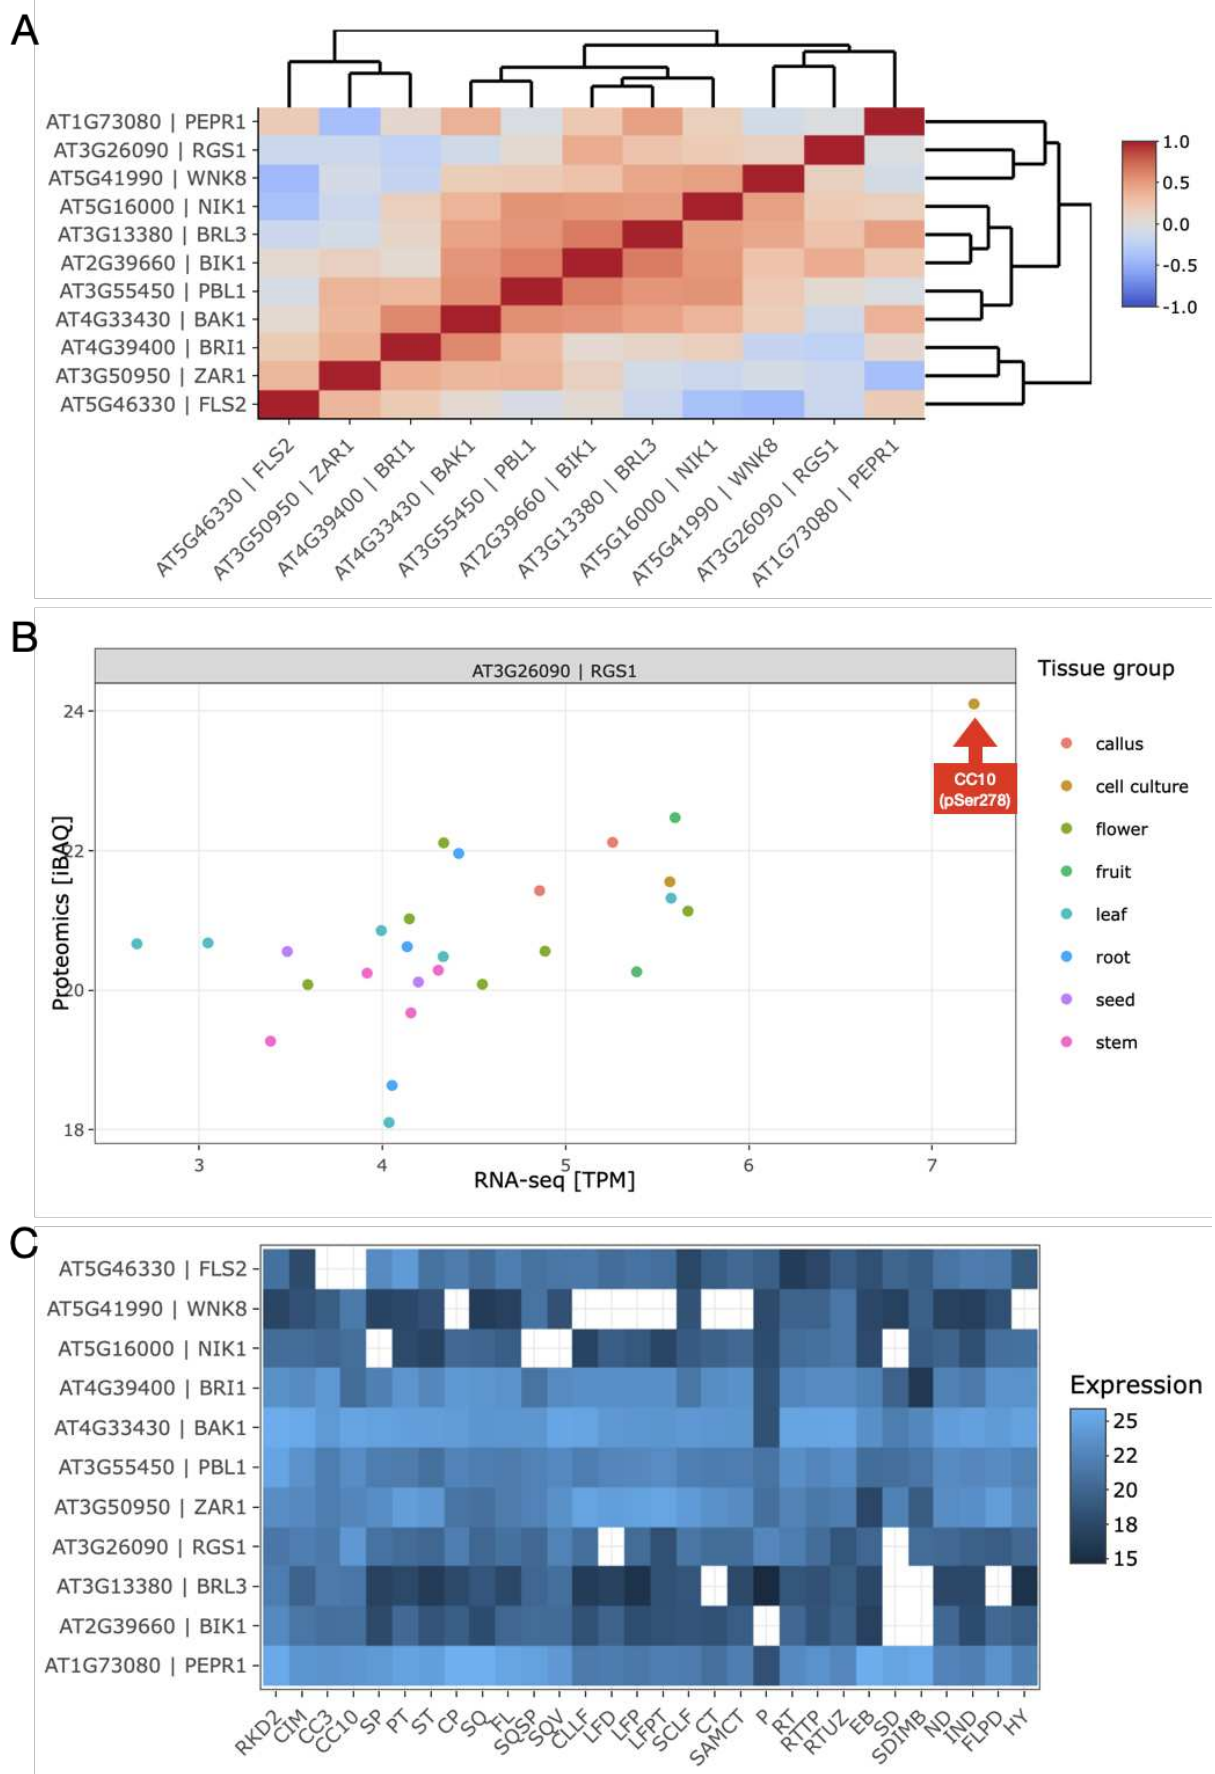 A
AT1G73080 | PEPR1
AT3G26090 | RGS1
AT5G41990 | WNK8
AT5G16000 | NIK1
AT3G13380 | BRL3
AT2G39660 | BIK1
AT3G55450 | PBL1
AT4G33430 | BAK1
AT4G39400 | BRI1
AT3G50950 | ZAR1
AT5G46330 | FLS2
1.0
0.5
0.0
-0.5
-1.0
AT5G46330 | FLS2
AT3G50950 | ZAR1
AT4G39400 | BRI1
AT4G33430 | BAK1
AT3G55450 | PBL1
AT2G39660 | BIK1
AT3G13380 | BRL3
AT5G16000 | NIK1
AT5G41990 | WNK8
AT3G26090 | RGS1
AT1G73080 | PEPR1
B
AT3G26090 | RGS1
Proteomics [iBAQ]
24
22
20
18
3
4
5
6
7
RNA-seq [TPM]
CC10
(pSer278)
Tissue group
callus
cell culture
flower
fruit
leaf
root
seed
stem
C
AT5G46330 | FLS2
AT5G41990 | WNK8
AT5G16000 | NIK1
AT4G39400 | BRI1
AT4G33430 | BAK1
AT3G55450 | PBL1
AT3G50950 | ZAR1
AT3G26090 | RGS1
AT3G13380 | BRL3
AT2G39660 | BIK1
AT1G73080 | PEPR1
RKD2
CIM
CC3
CC10
SP
PT
ST
CP
SQ
FL
SQSP
SQV
CLLF
LFD
LFP
LFPT
SCLF
CT
SAMCT
P
RT
RTTP
RTUZ
EB
SD
SDIMB
ND
IND
FLPD
HY
Expression
25
22
20
18
15